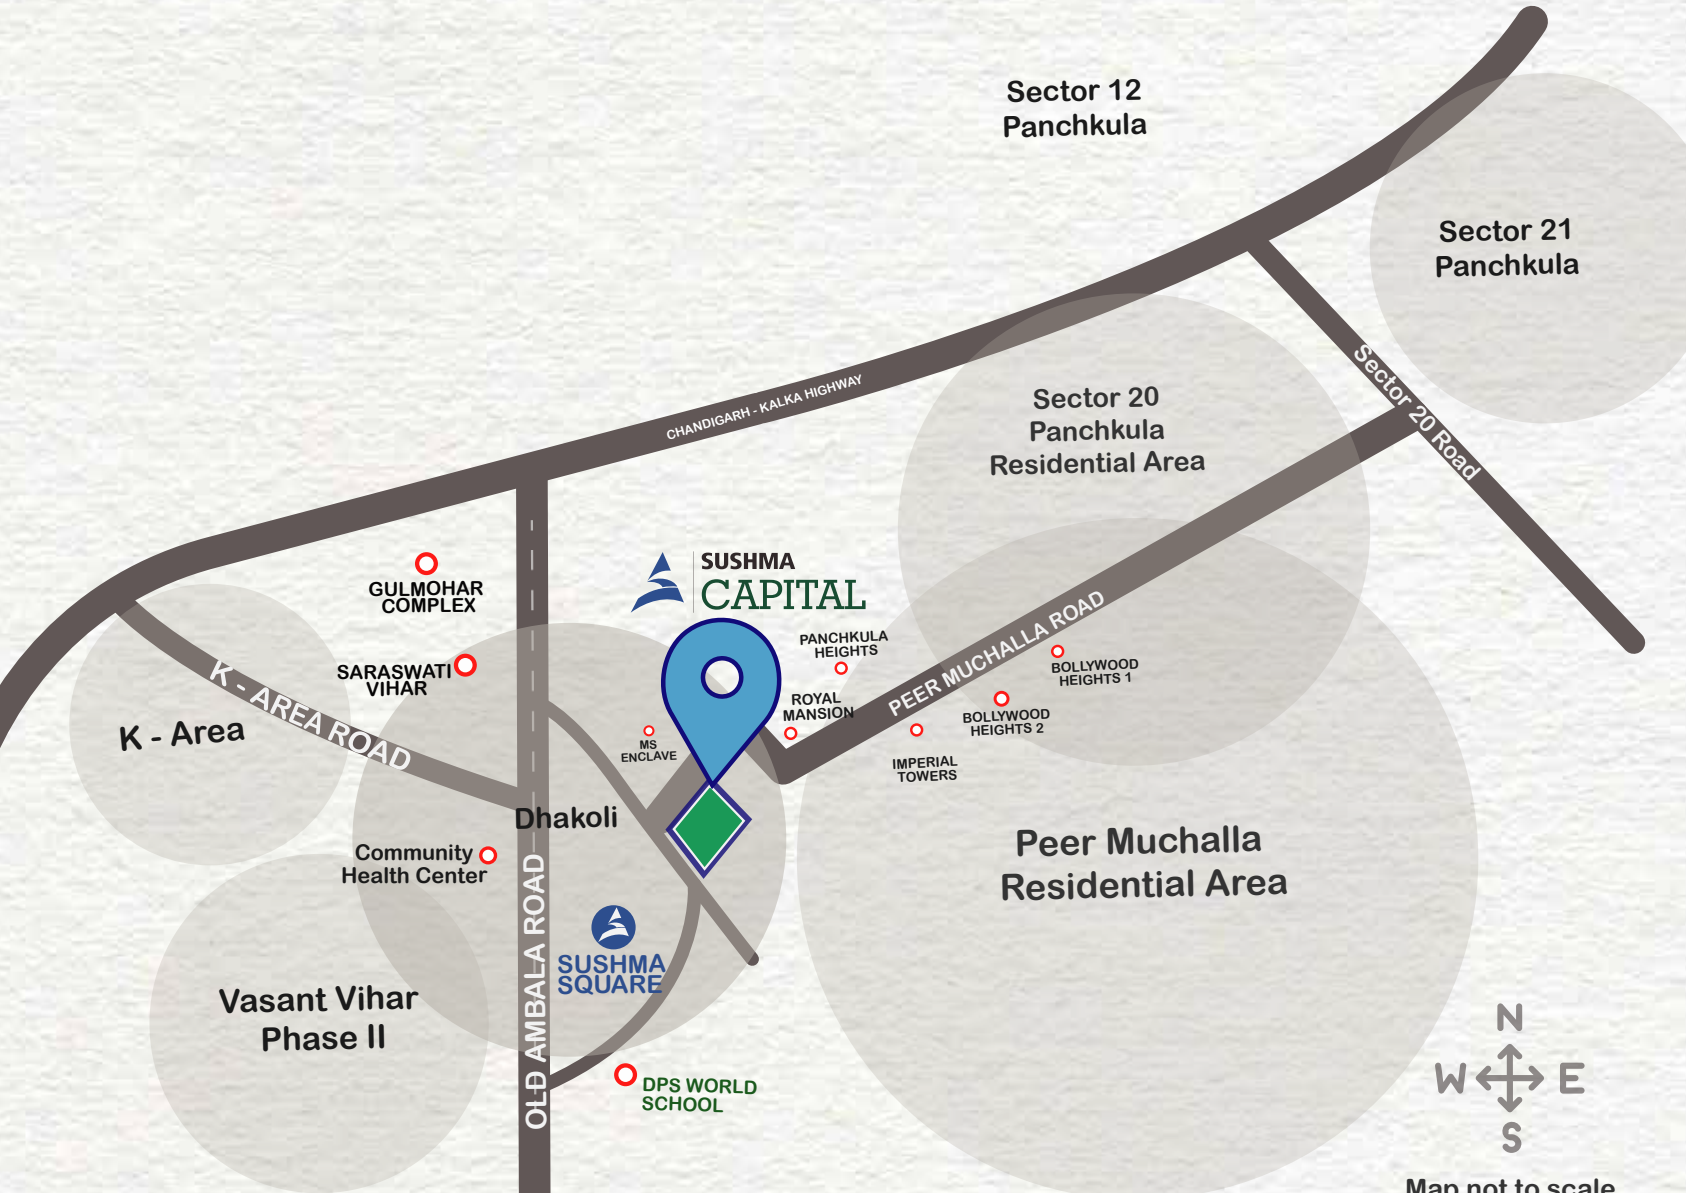 Sector 12
Panchkula
Sector 21
Panchkula
CHANDIGARH - KALKA HIGHWAY
Sector 20 Road
Sector 20
Panchkula
Residential Area
SUSHMA
CAPITAL
GULMOHAR
COMPLEX
SARASWATI
VIHAR
K - AREA ROAD
K - Area
PANCHKULA
HEIGHTS
ROYAL
MANSION
MS
ENCLAVE
PEER MUCHALLA ROAD
BOLLYWOOD
HEIGHTS 1
BOLLYWOOD
HEIGHTS 2
IMPERIAL
TOWERS
Dhakoli
Community
Health Center
OLD AMBALA ROAD
Peer Muchalla
Residential Area
SUSHMA
SQUARE
Vasant Vihar
Phase II
DPS WORLD
SCHOOL
N
W E
S
Map not to scale